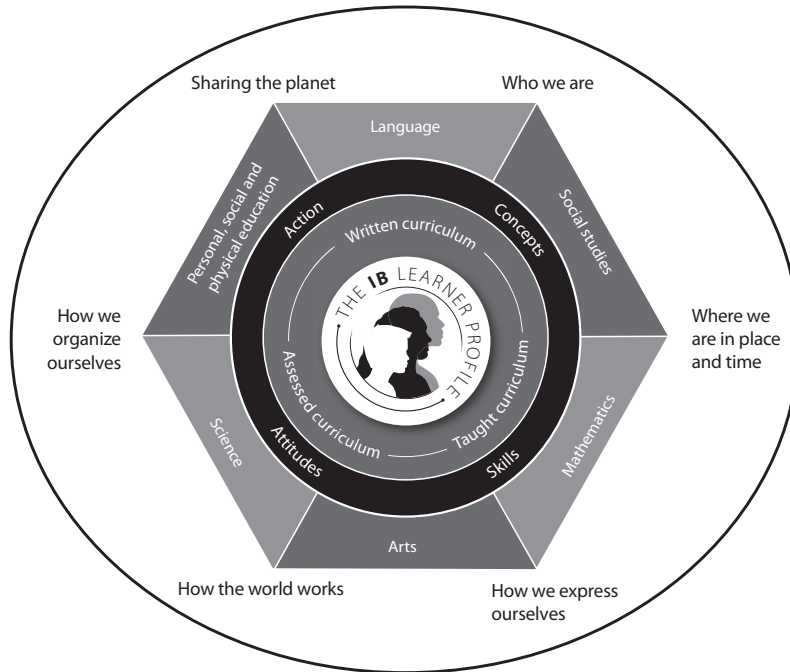 Sharing the planet
Who we are
Language
Personal, social and
physical education
Social studies
Action
Concepts
Written curriculum
THE IB LEARNER PROFILE
How we
organize
ourselves
Where we
are in place
and time
Assessed curriculum
Taught curriculum
Science
Mathematics
Attitudes
Skills
Arts
How the world works
How we express
ourselves